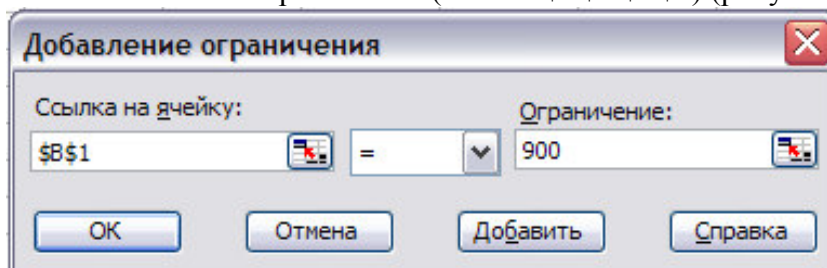 Добавление ограничения
Ссылка на ячейку:
Ограничение:
$B$1
=
900
OK
Отмена
Добавить
Справка